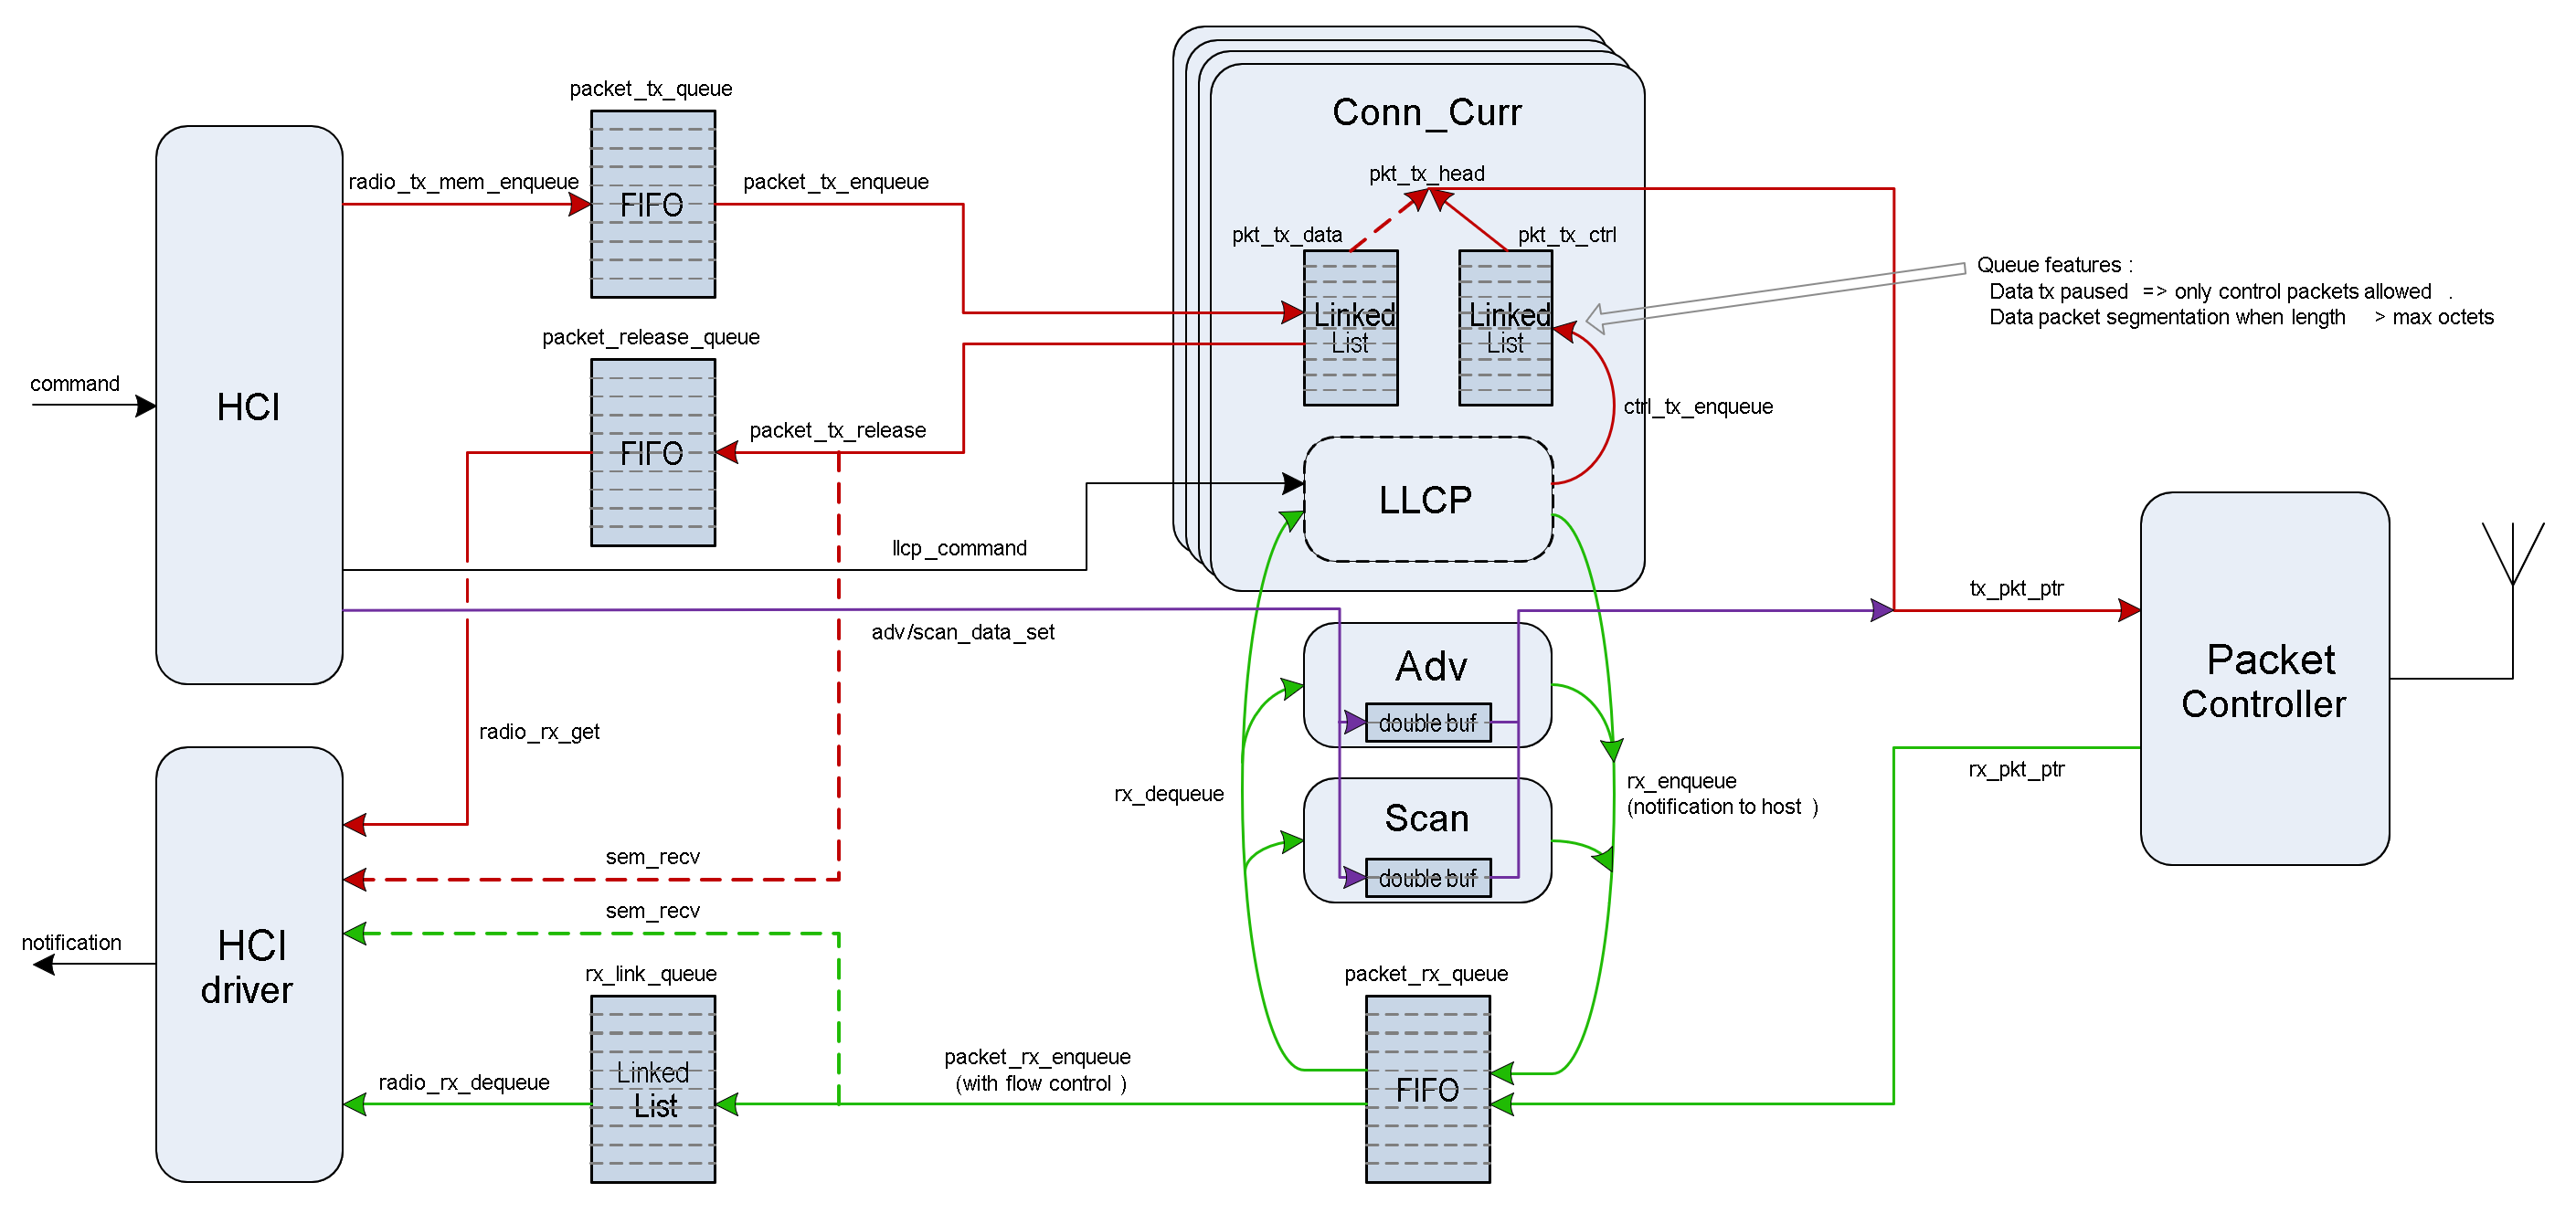 packet_tx_queue
Conn_Curr
radio_tx_mem_enqueue
FIFO
packet_tx_enqueue
pkt_tx_head
pkt_tx_data
pkt_tx_ctrl
Queue features :
Data tx paused => only control packets allowed .
Data packet segmentation when length > max octets
Linked
List
Linked
List
packet_release_queue
command
HCI
FIFO
packet_tx_release
ctrl_tx_enqueue
LLCP
llcp_command
adv/scan_data_set
tx_pkt_ptr
Packet
Controller
Adv
double buf
radio_rx_get
rx_pkt_ptr
rx_dequeue
rx_enqueue
(notification to host )
Scan
double buf
sem_recv
sem_recv
notification
HCI
driver
rx_link_queue
packet_rx_queue
Linked
List
radio_rx_dequeue
packet_rx_enqueue
(with flow control )
FIFO